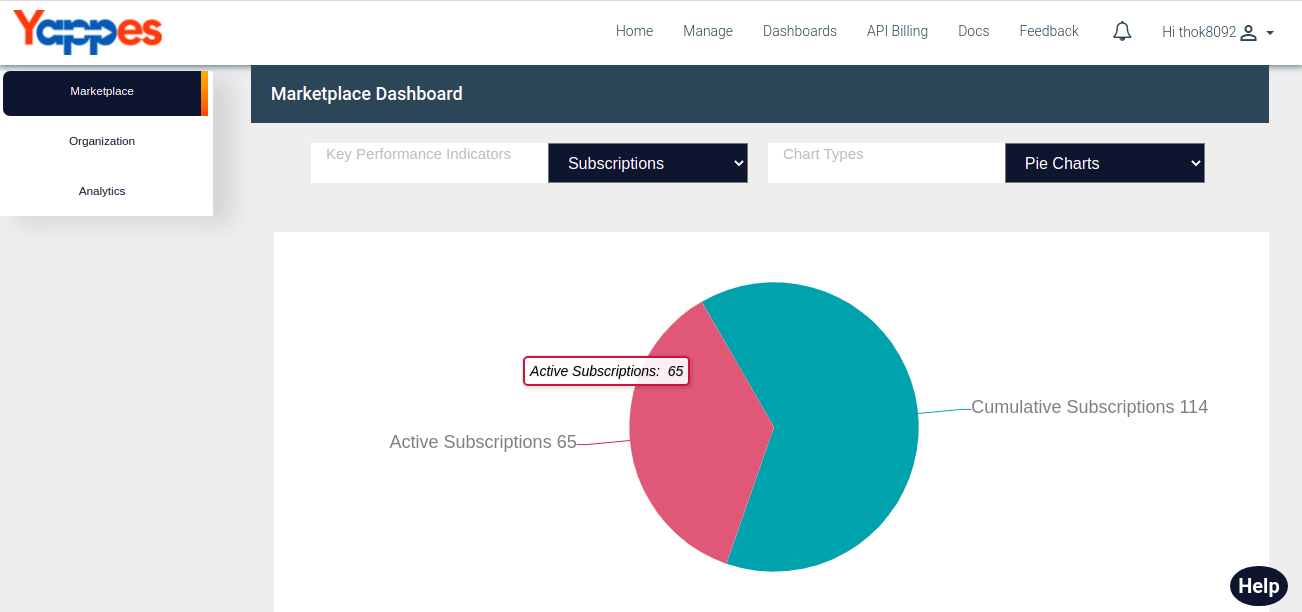 Yappes
Home Manage Dashboards API Billing Docs Feedback Hi thok8092
Marketplace
Organization
Analytics
Marketplace Dashboard
Key Performance Indicators Subscriptions Chart Types Pie Charts
Active Subscriptions: 65
Cumulative Subscriptions 114
Active Subscriptions 65
Help